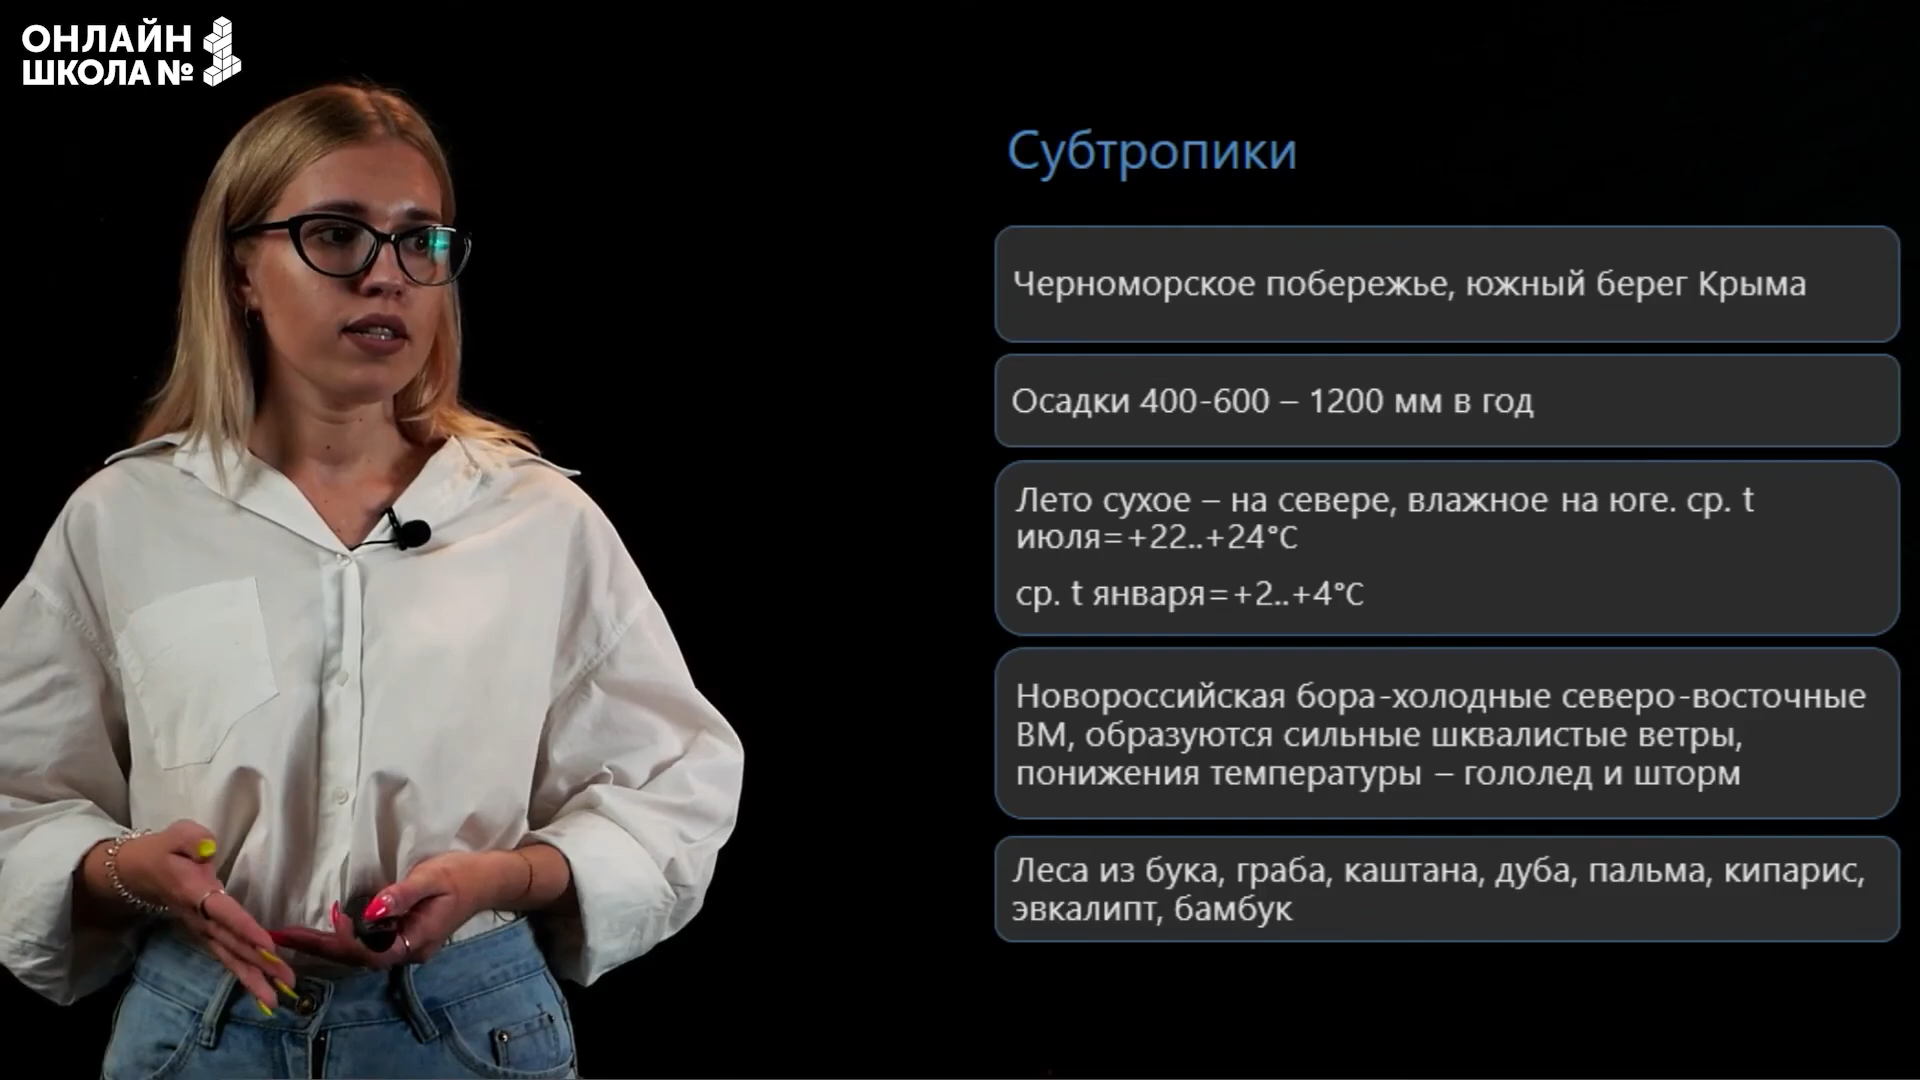 ОНЛАЙН
ШКОЛА №
Субтропики
Черноморское побережье, южный берег Крыма
Осадки 400-600 – 1200 мм в год
Лето сухое – на севере, влажное на юге. ср. t
июля=+22..+24°С
ср. t января=+2..+4°С
Новороссийская бора-холодные северо-восточные
ВМ, образуются сильные шквалистые ветры,
понижения температуры – гололед и шторм
Леса из бука, граба, каштана, дуба, пальма, кипарис,
эвкалипт, бамбук